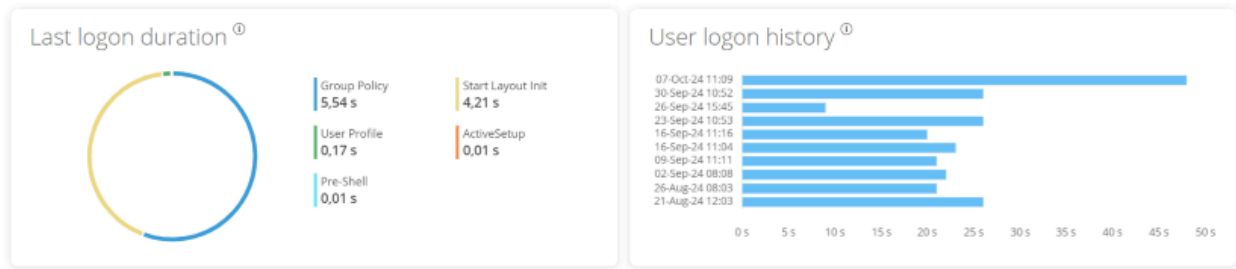 Last logon duration ⓘ
Group Policy
5,54 s
Start Layout Init
4,21 s
User Profile
0,17 s
ActiveSetup
0,01 s
Pre-Shell
0,01 s
User logon history ⓘ
07-Oct-24 11:09
30-Sep-24 10:52
26-Sep-24 15:45
23-Sep-24 10:53
16-Sep-24 11:16
16-Sep-24 11:04
09-Sep-24 11:11
02-Sep-24 08:08
26-Aug-24 08:03
21-Aug-24 12:03
0 s 5 s 10 s 15 s 20 s 25 s 30 s 35 s 40 s 45 s 50 s